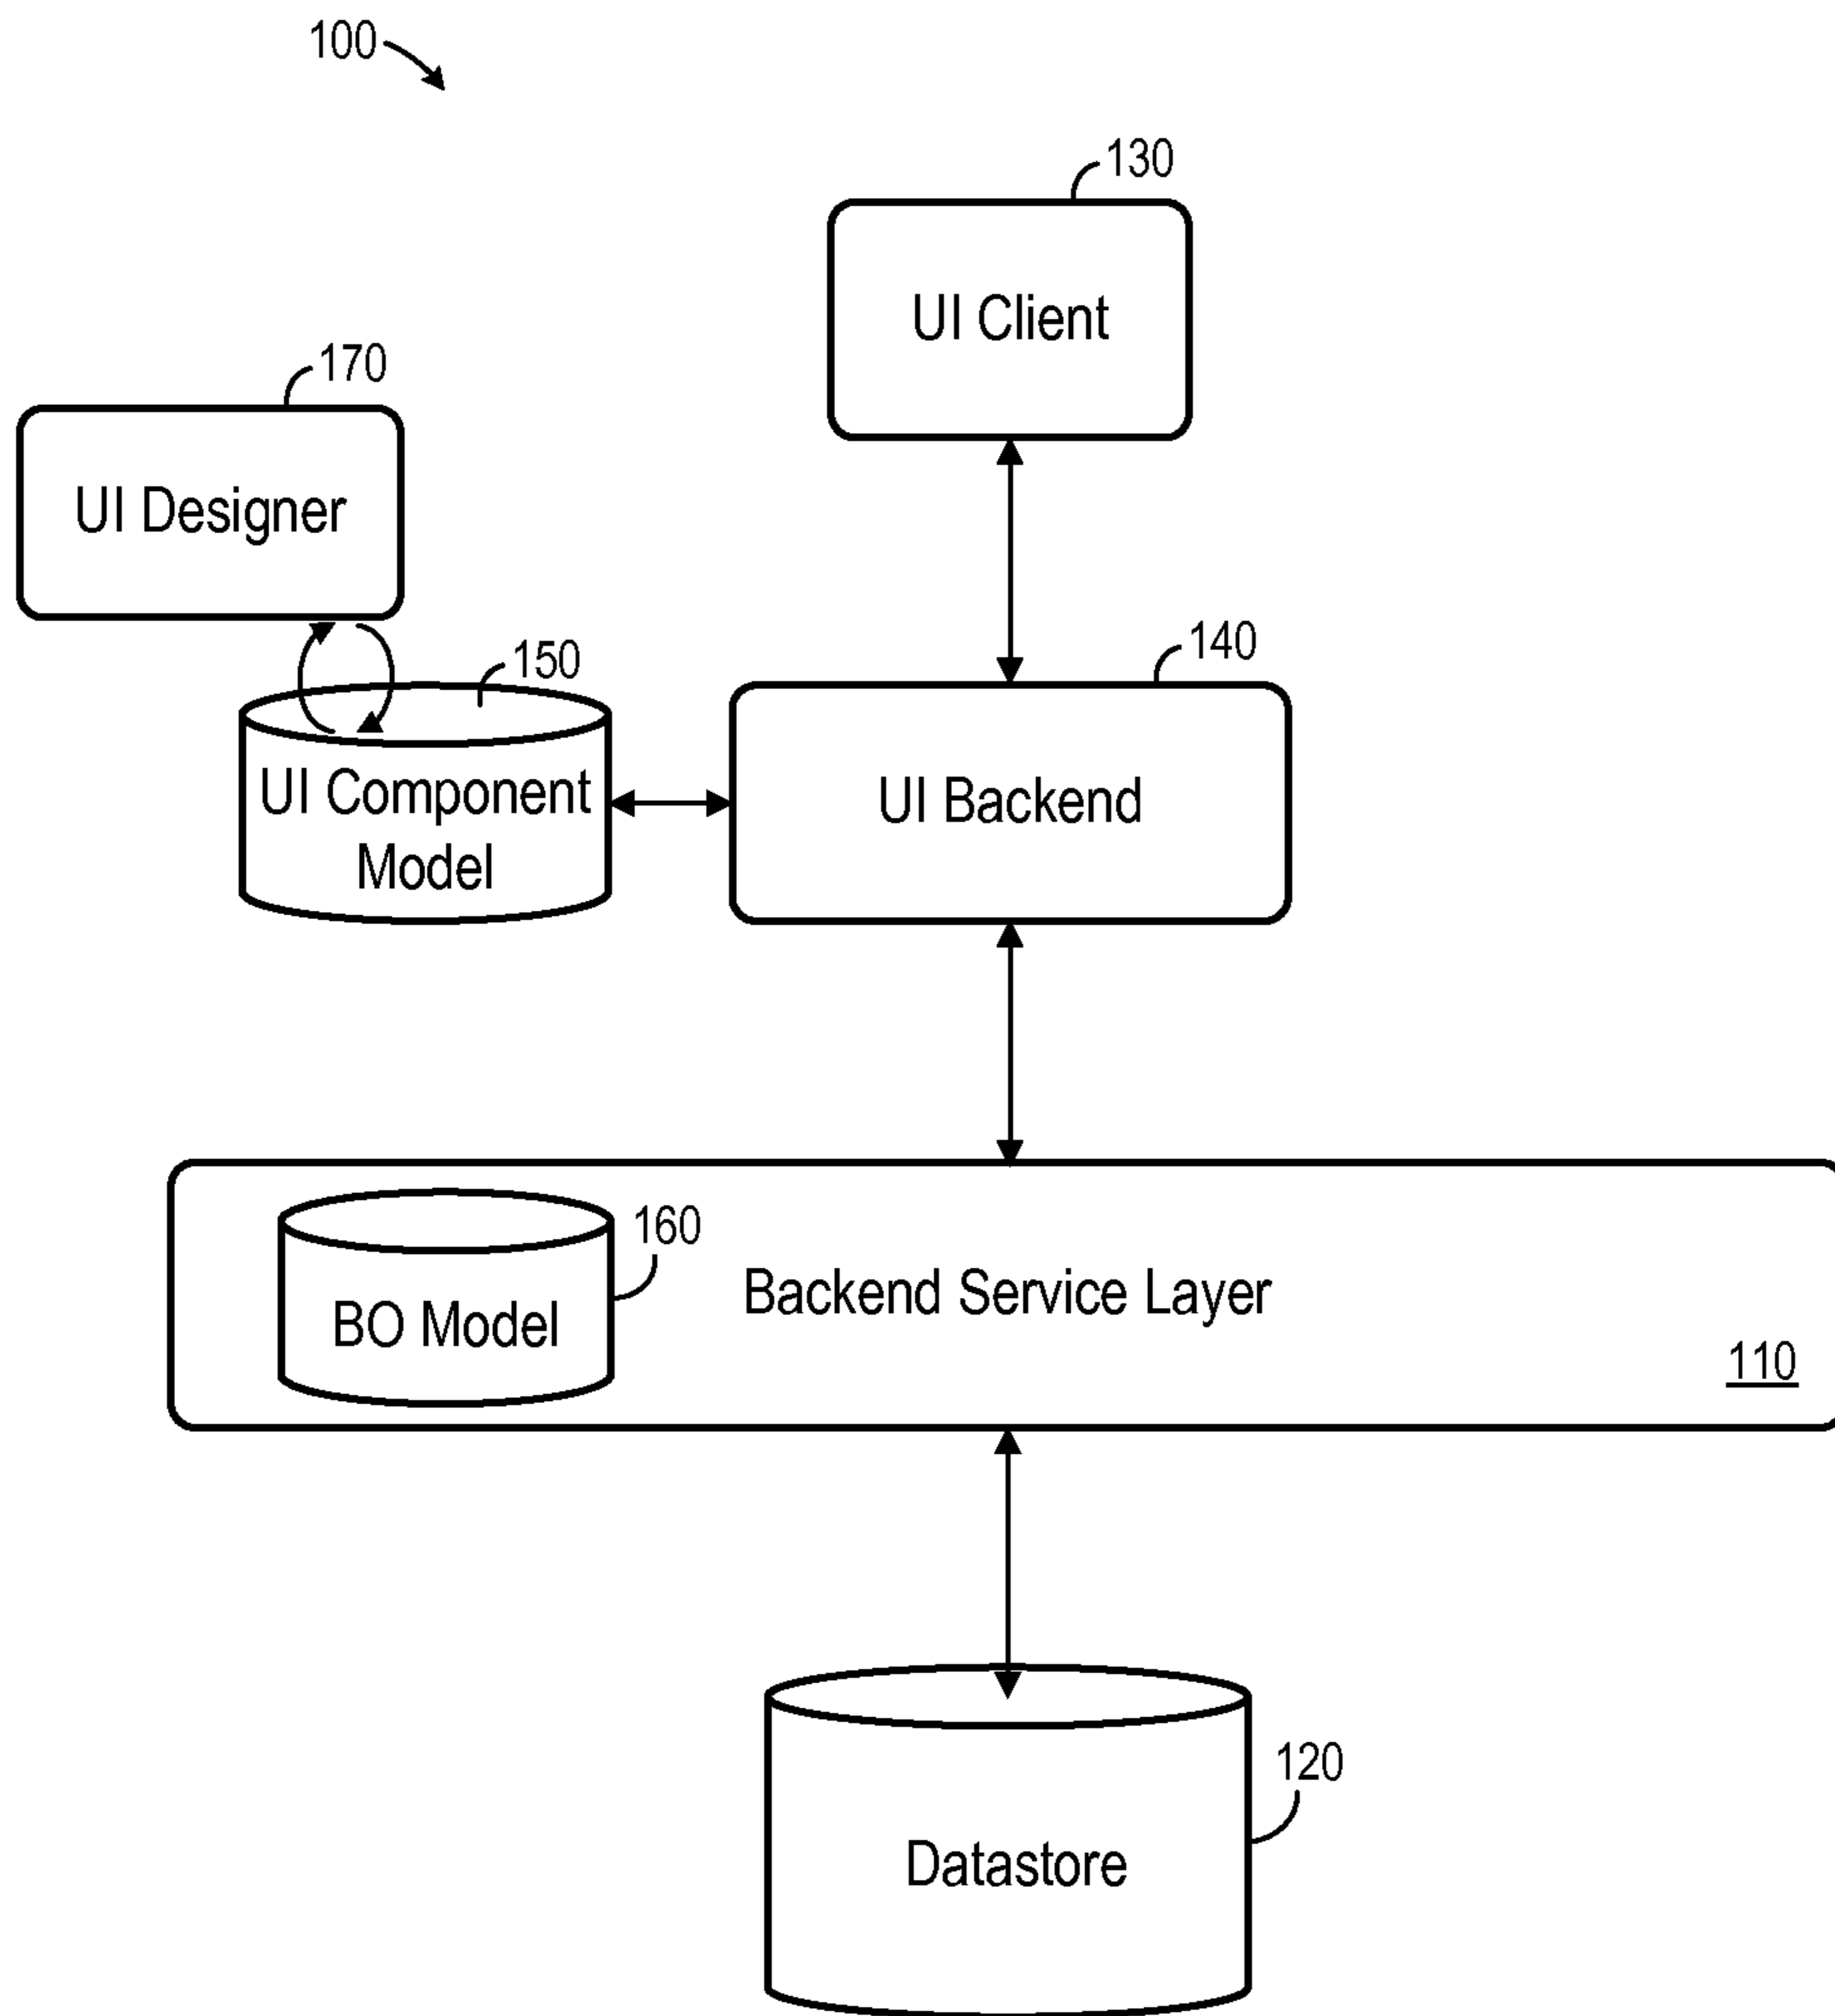 100
130
UI Client
170
UI Designer
150
140
UI Component
Model
UI Backend
160
BO Model
Backend Service Layer
110
120
Datastore